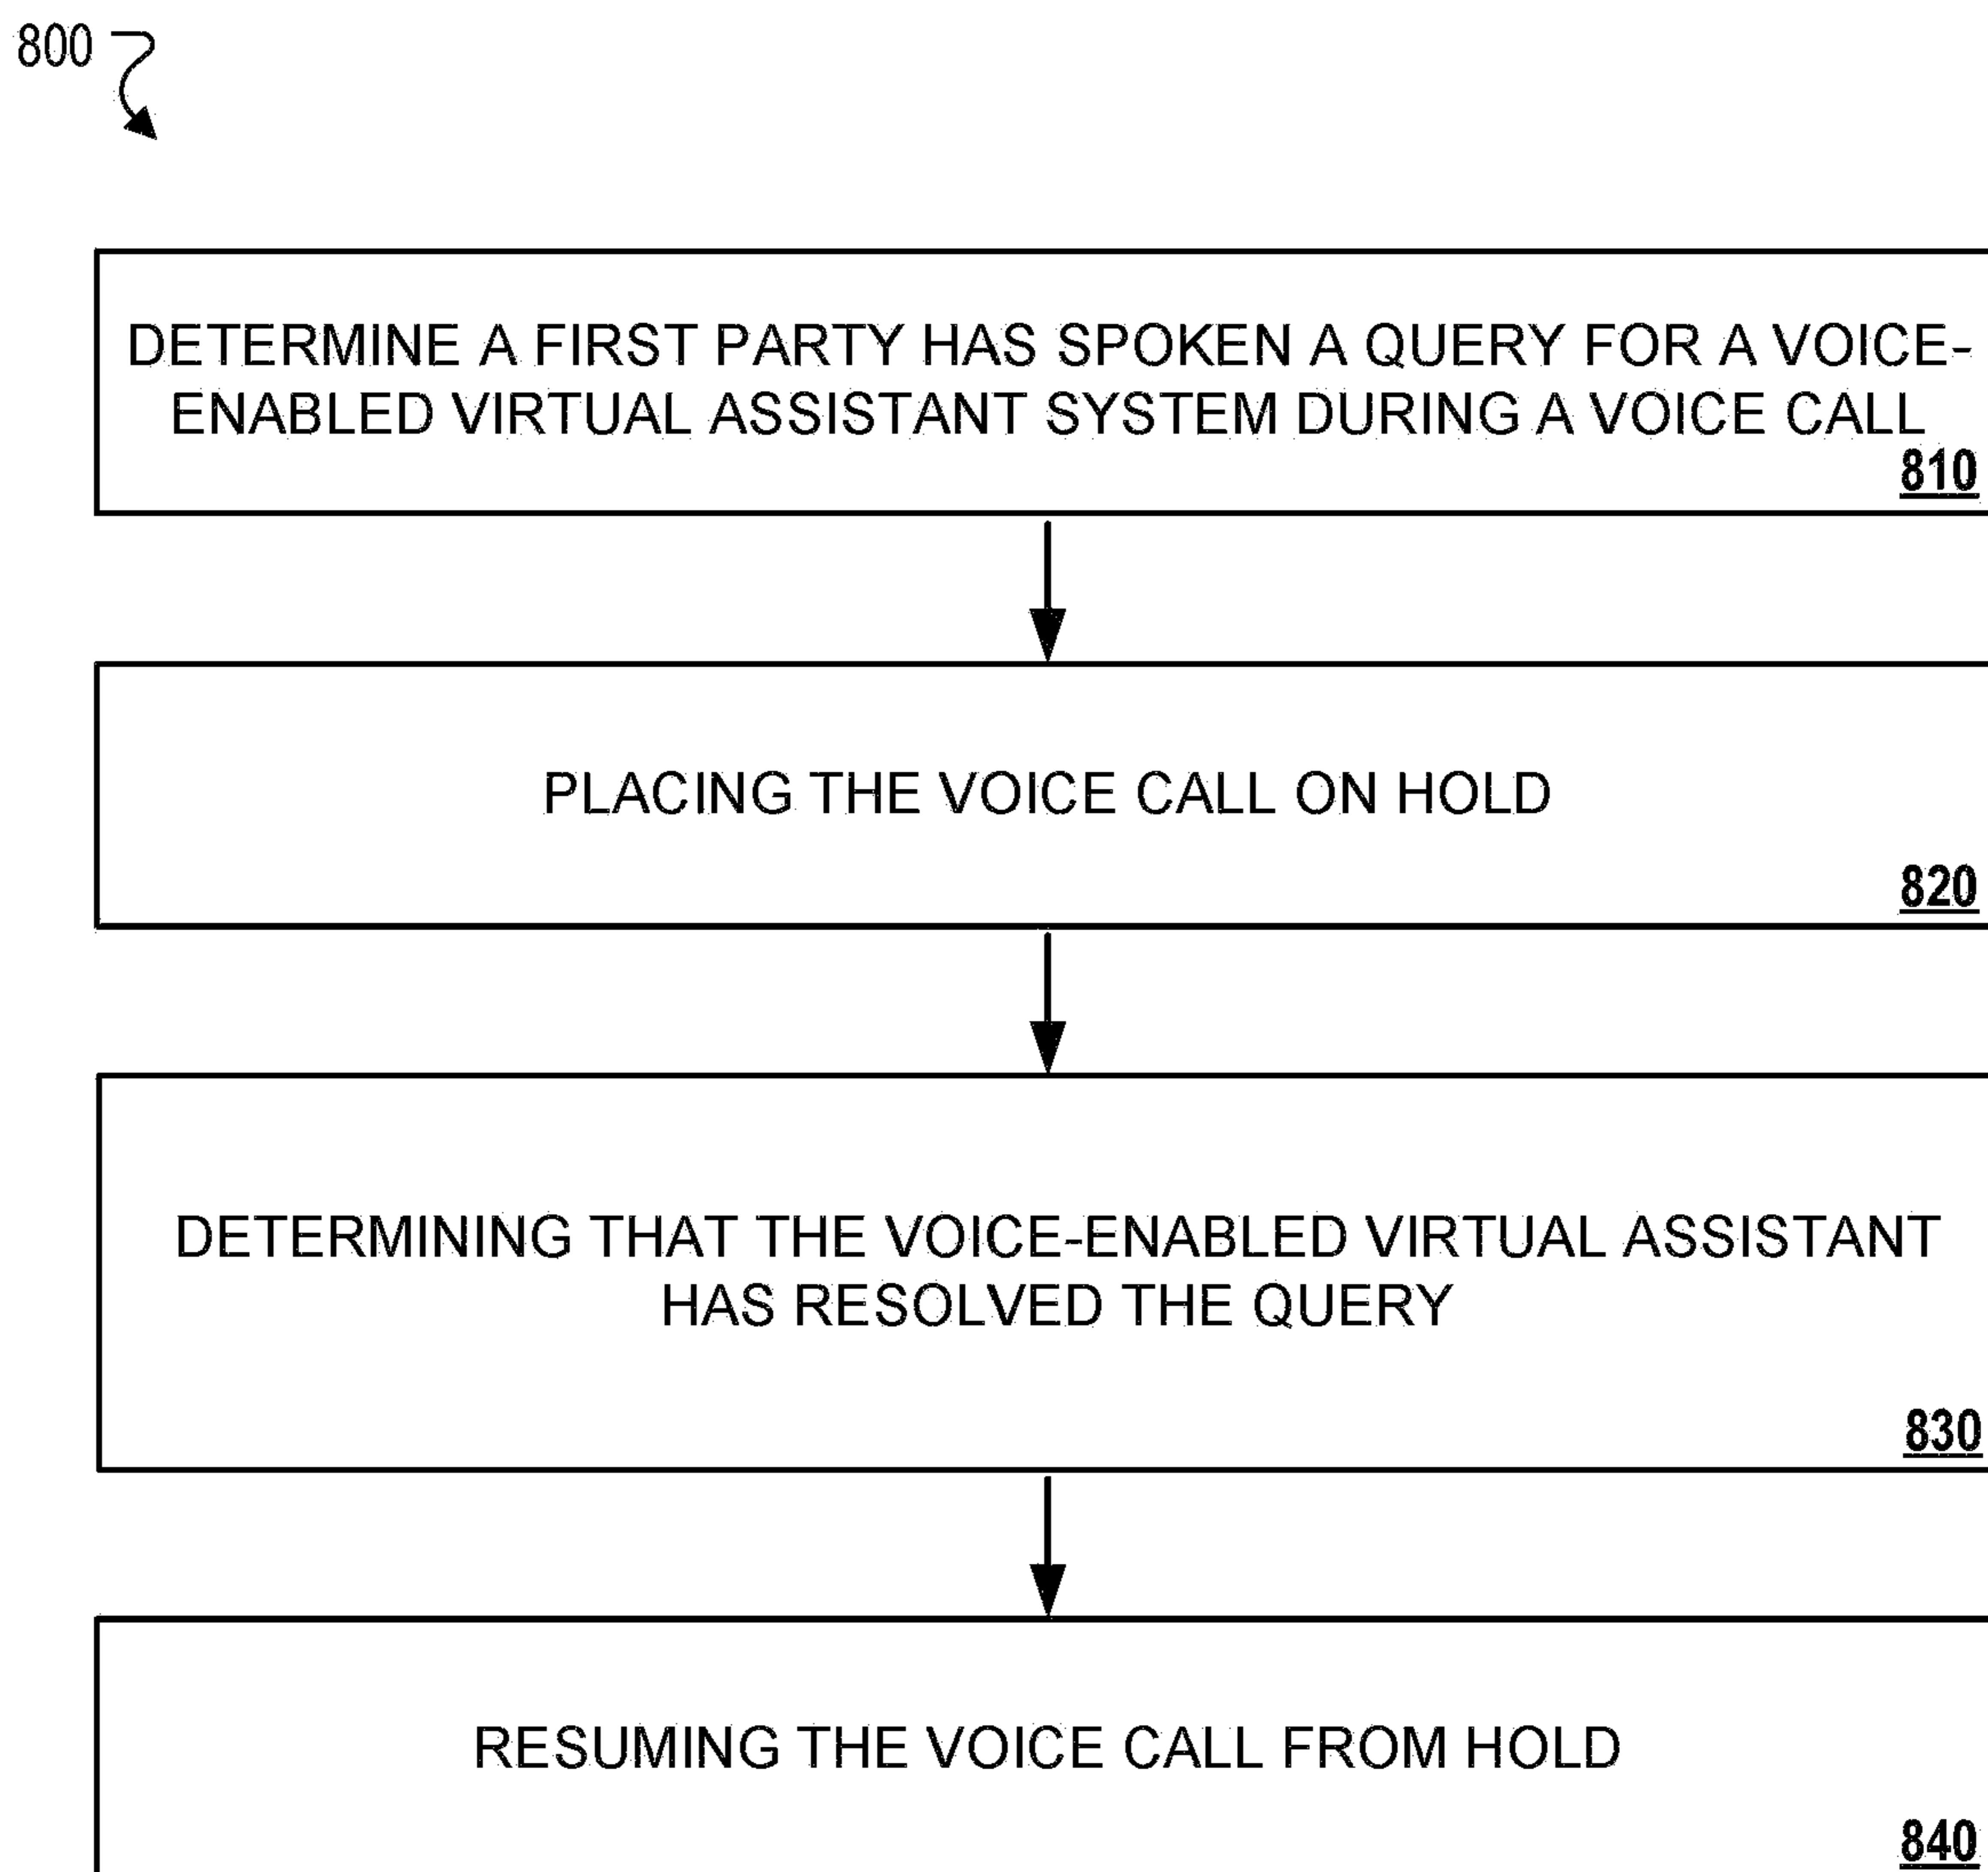 800
DETERMINE A FIRST PARTY HAS SPOKEN A QUERY FOR A VOICE-
ENABLED VIRTUAL ASSISTANT SYSTEM DURING A VOICE CALL
810
PLACING THE VOICE CALL ON HOLD
820
DETERMINING THAT THE VOICE-ENABLED VIRTUAL ASSISTANT
HAS RESOLVED THE QUERY
830
RESUMING THE VOICE CALL FROM HOLD
840